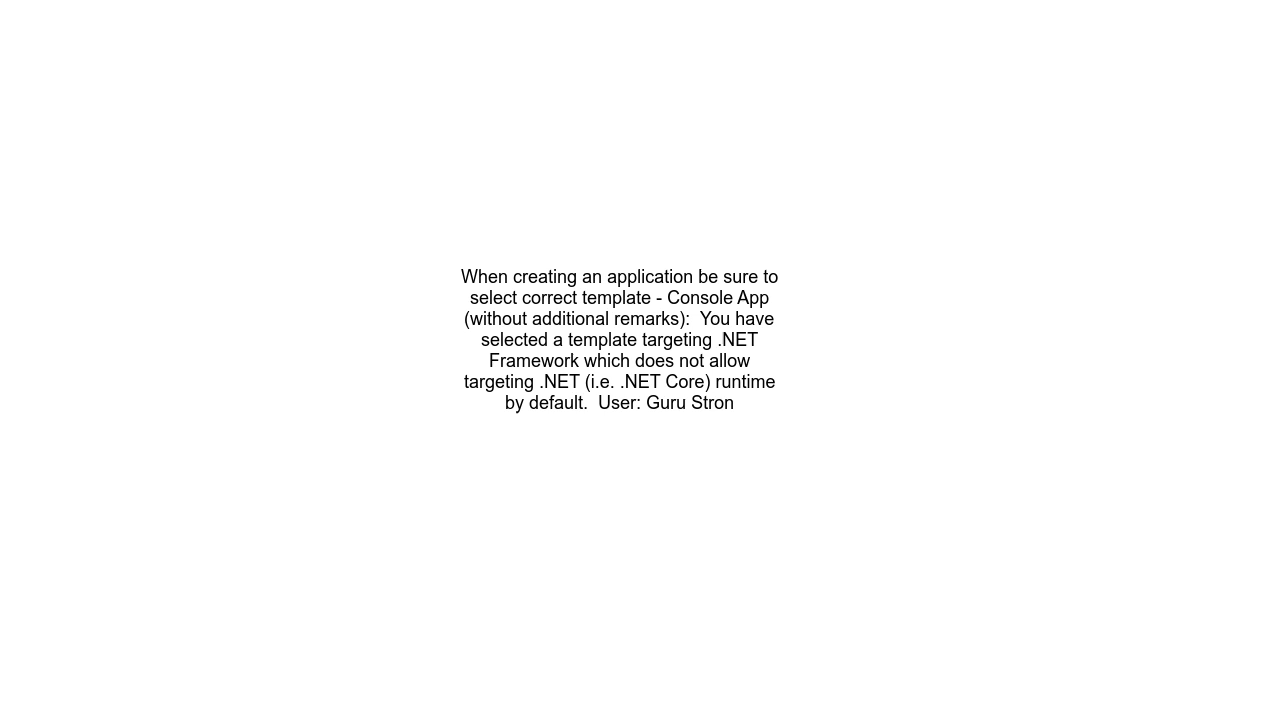 When creating an application be sure to
select correct template - Console App
(without additional remarks):  You have
selected a template targeting .NET
Framework which does not allow
targeting .NET (i.e. .NET Core) runtime
by default.  User: Guru Stron